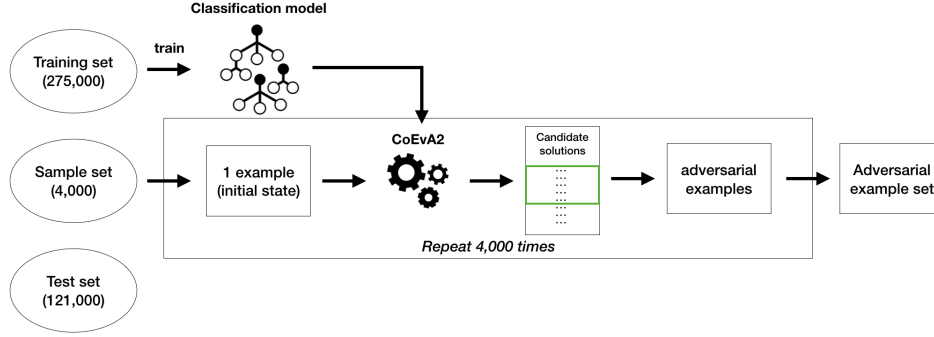 Classification model
train
Training set
(275,000)
CoEvA2
Candidate
solutions
Sample set
(4,000)
1 example
(initial state)
...
...
...
...
...
...
...
adversarial
examples
Adversarial
example set
Repeat 4,000 times
Test set
(121,000)